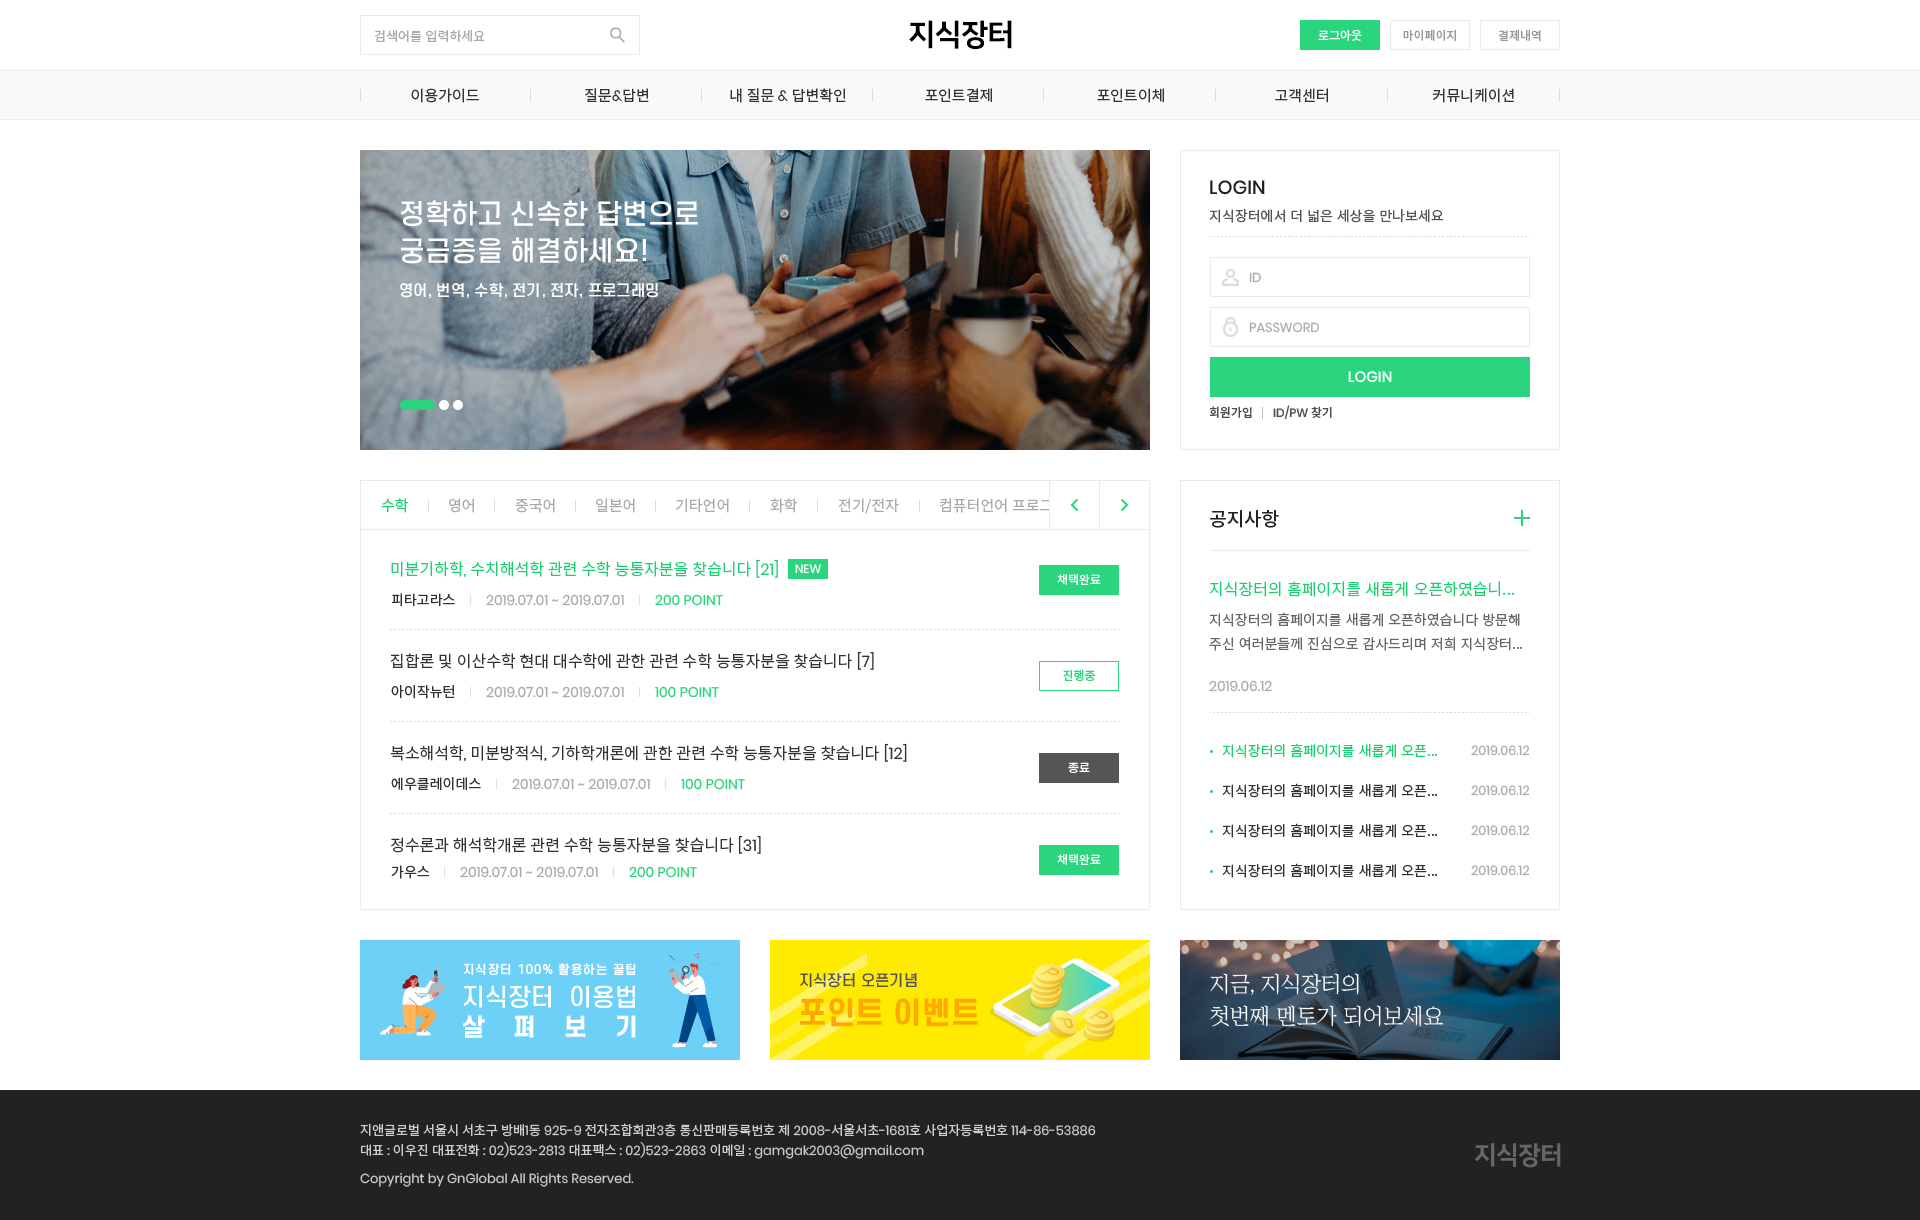 검색어를 입력하세요
지식장터
로그아웃
마이페이지
결제내역
이용가이드
질문&답변
내 질문 & 답변확인
포인트결제
포인트이체
고객센터
커뮤니케이션
정확하고 신속한 답변으로
궁금증을 해결하세요!
영어, 번역, 수학, 전기, 전자, 프로그래밍
LOGIN
지식장터에서 더 넓은 세상을 만나보세요
ID
PASSWORD
LOGIN
회원가입
ID/PW 찾기
수학
영어
중국어
일본어
기타언어
화학
전기/전자
컴퓨터언어 프로그
미분기하학, 수치해석학 관련 수학 능통자분을 찾습니다 [21] NEW
피타고라스 2019.07.01 ~ 2019.07.01 200 POINT
채택완료
집합론 및 이산수학 현대 대수학에 관한 관련 수학 능통자분을 찾습니다 [7]
아이작뉴턴 2019.07.01 ~ 2019.07.01 100 POINT
진행중
복소해석학, 미분방적식, 기하학개론에 관한 관련 수학 능통자분을 찾습니다 [12]
에우클레이데스 2019.07.01 ~ 2019.07.01 100 POINT
종료
정수론과 해석학개론 관련 수학 능통자분을 찾습니다 [31]
가우스 2019.07.01 ~ 2019.07.01 200 POINT
채택완료
공지사항
지식장터의 홈페이지를 새롭게 오픈하였습니...
지식장터의 홈페이지를 새롭게 오픈하였습니다 방문해
주신 여러분들께 진심으로 감사드리며 저희 지식장터...
2019.06.12
지식장터의 홈페이지를 새롭게 오픈... 2019.06.12
지식장터의 홈페이지를 새롭게 오픈... 2019.06.12
지식장터의 홈페이지를 새롭게 오픈... 2019.06.12
지식장터의 홈페이지를 새롭게 오픈... 2019.06.12
지식장터 100% 활용하는 꿀팁
지식장터 이용법
살 펴 보 기
지식장터 오픈기념
포인트 이벤트
지금, 지식장터의
첫번째 멘토가 되어보세요
지앤글로벌 서울시 서초구 방배1동 925-9 전자조합회관3층 통신판매등록번호 제 2008-서울서초-1681호 사업자등록번호 114-86-53886
대표 : 이우진 대표전화 : 02)523-2813 대표팩스 : 02)523-2863 이메일 : gamgak2003@gmail.com
Copyright by GnGlobal All Rights Reserved.
지식장터